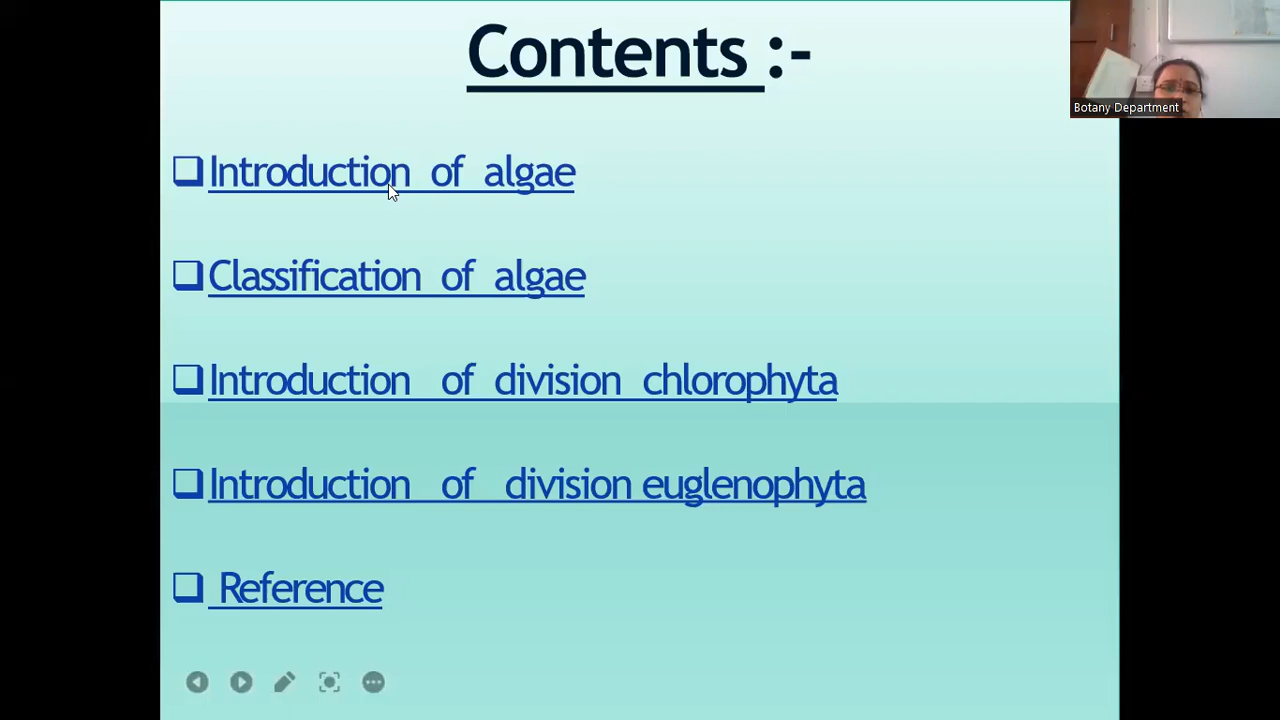 Contents :-
Botany Department
Introduction of algae
Classification of algae
Introduction of division chlorophyta
Introduction of division euglenophyta
Reference